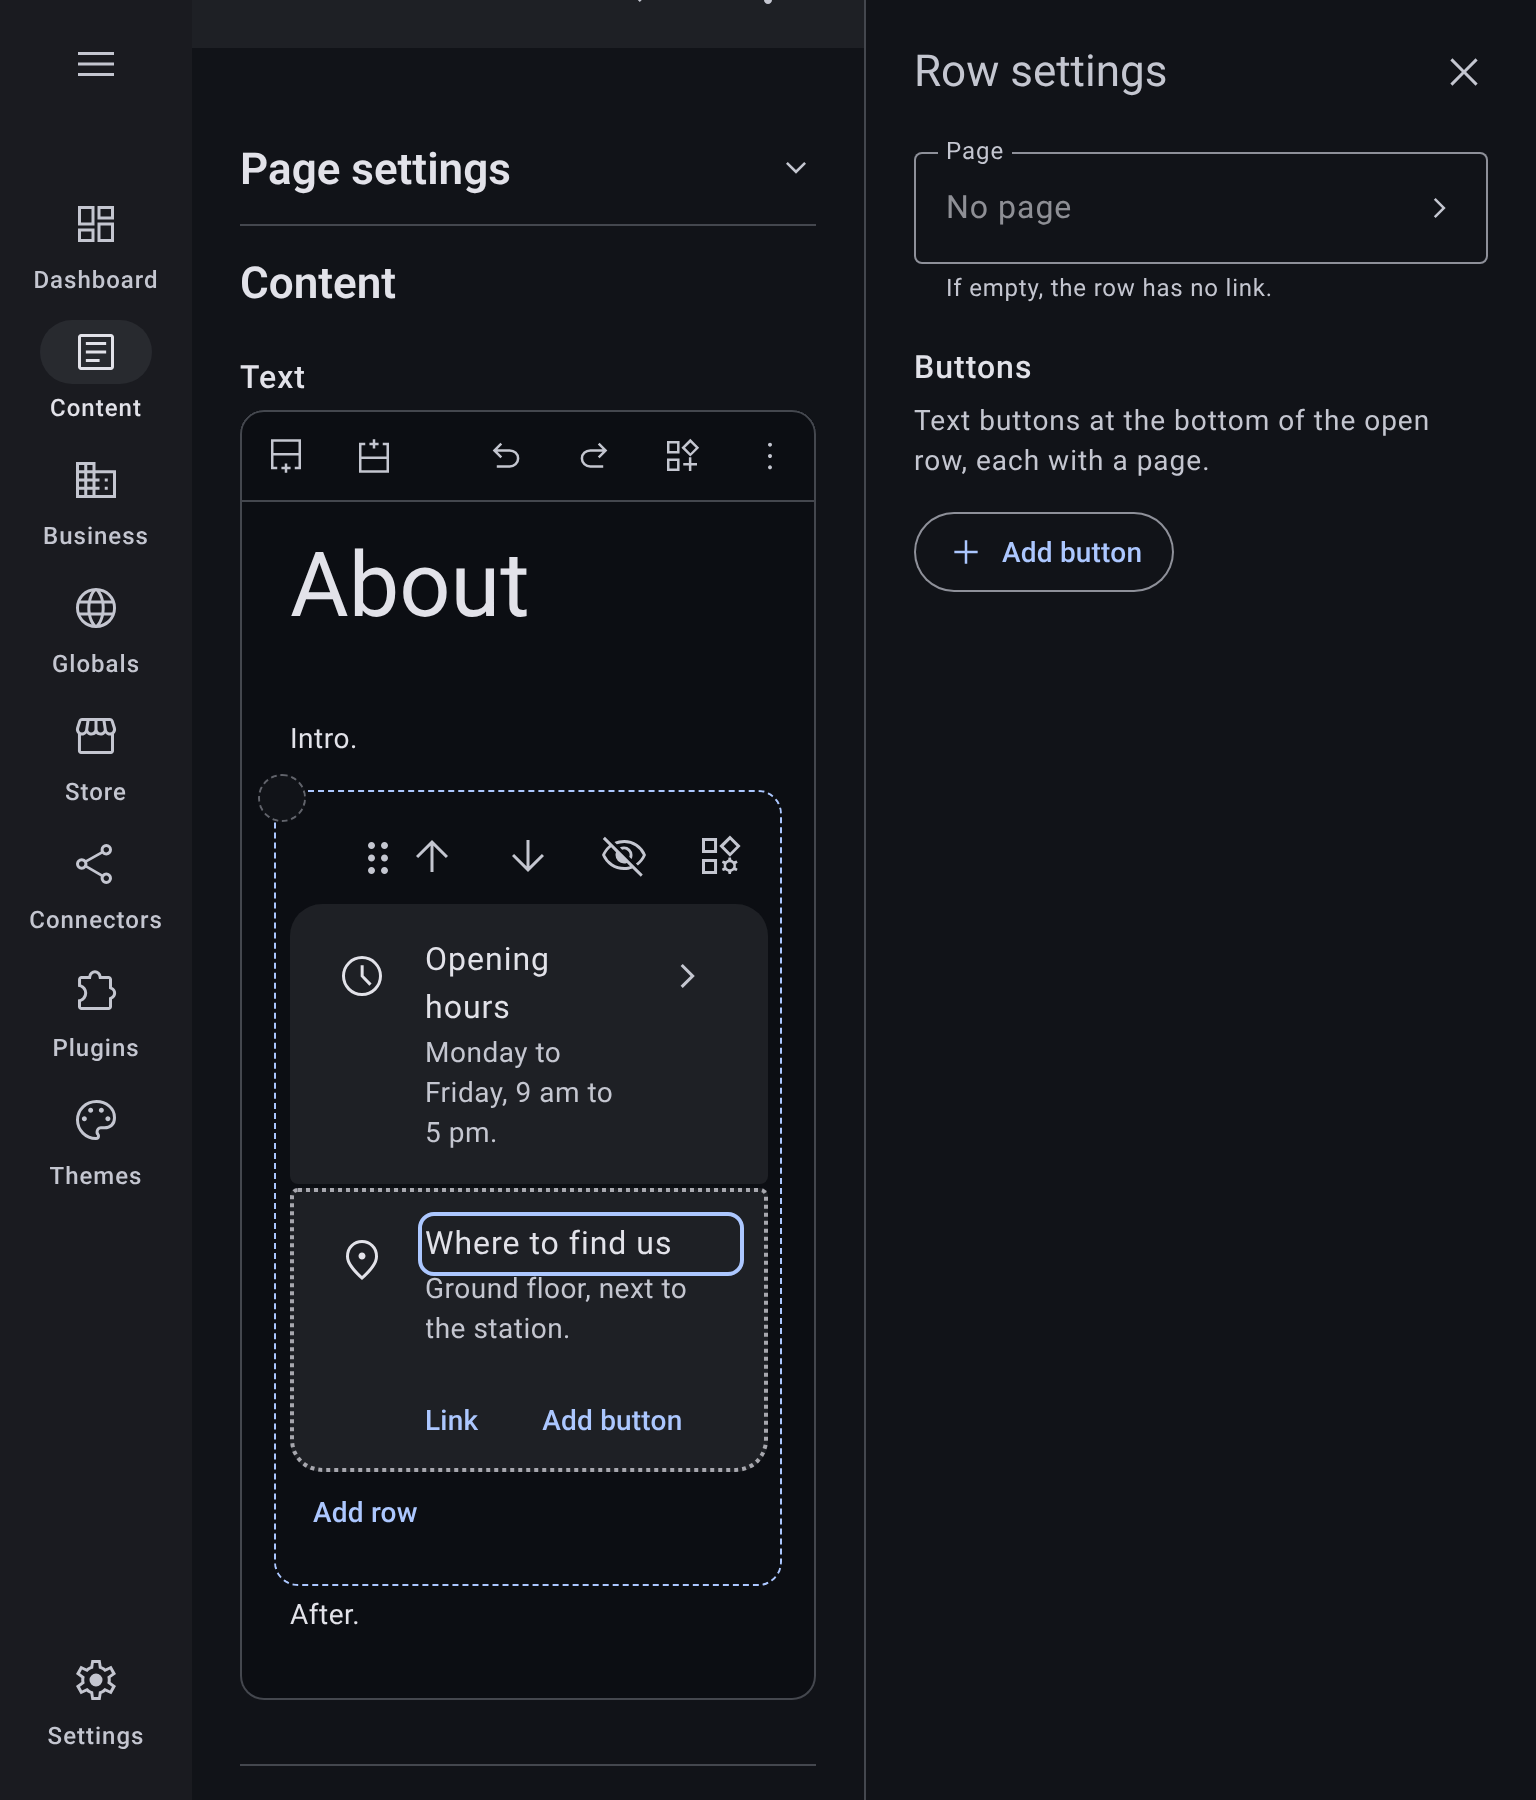 Dashboard
Content
Business
Globals
Store
Connectors
Plugins
Themes
Settings
Page settings
Content
Text
About
Intro.
Opening
hours
Monday to
Friday, 9 am to
5 pm.
Where to find us
Ground floor, next to
the station.
Link Add button
Add row
After.
Row settings
Page
No page
If empty, the row has no link.
Buttons
Text buttons at the bottom of the open
row, each with a page.
Add button